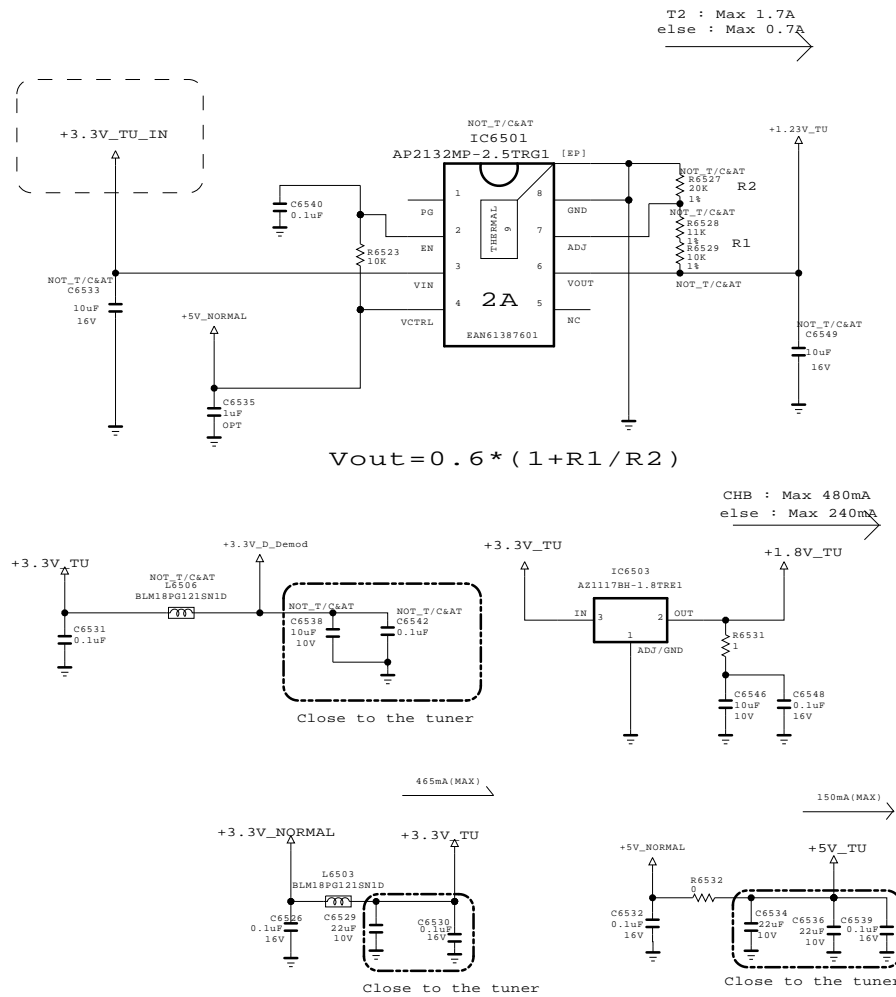 T2 : Max 1.7A
else : Max 0.7A
+3.3V_TU_IN
NOT_T/C&AT
IC6501
AP2132MP-2.5TRG1
[EP]
+1.23V_TU
C6540
0.1uF
R6523
10K
1
PG
2
EN
3
VIN
4
VCTRL
THERMAL
9
8
GND
7
ADJ
6
VOUT
5
NC
2A
EAN61387601
NOT_T/C&AT
R6527
20K
1%
R2
NOT_T/C&AT
R6528
11K
1%
R6529
10K
1%
R1
NOT_T/C&AT
NOT_T/C&AT
C6533
10uF
16V
+5V_NORMAL
C6535
1uF
OPT
NOT_T/C&AT
C6549
10uF
16V
Vout=0.6*(1+R1/R2)
CHB : Max 480mA
else : Max 240mA
+3.3V_TU
NOT_T/C&AT
L6506
BLM18PG121SN1D
+3.3V_D_Demod
C6531
0.1uF
NOT_T/C&AT
C6538
10uF
10V
NOT_T/C&AT
C6542
0.1uF
Close to the tuner
+3.3V_TU
IC6503
AZ1117BH-1.8TRE1
IN
3
2
OUT
1
ADJ/GND
+1.8V_TU
R6531
1
C6546
10uF
10V
C6548
0.1uF
16V
465mA(MAX)
+3.3V_NORMAL
+3.3V_TU
L6503
BLM18PG121SN1D
C6526
0.1uF
16V
C6529
22uF
10V
C6530
0.1uF
16V
Close to the tuner
150mA(MAX)
+5V_NORMAL
+5V_TU
R6532
0
C6532
0.1uF
16V
C6534
22uF
10V
C6536
22uF
10V
C6539
0.1uF
16V
Close to the tuner